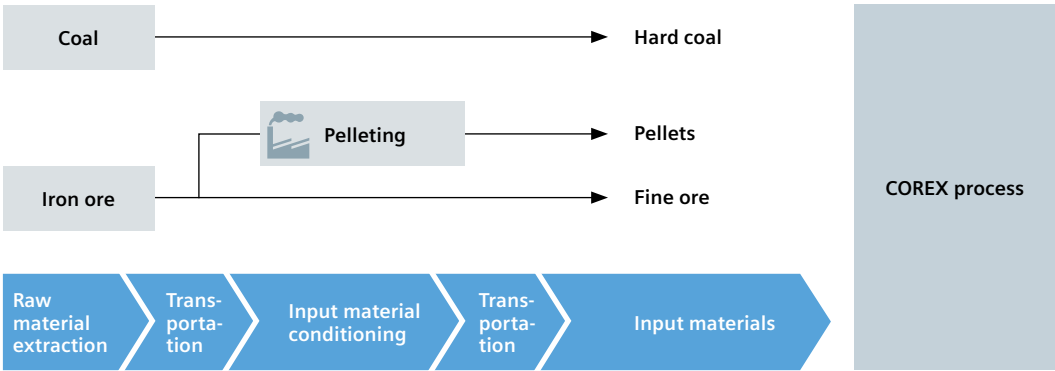 Coal
Hard coal
Pelleting
Pellets
Iron ore
Fine ore
COREX process
Raw
material
extraction
Trans-
porta-
tion
Input material
conditioning
Trans-
porta-
tion
Input materials